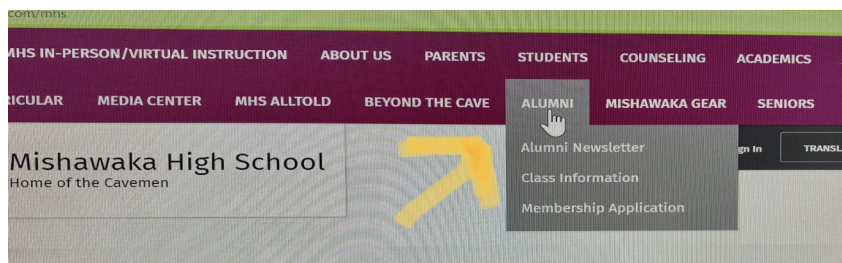 com/mhs
MHS IN-PERSON/VIRTUAL INSTRUCTION ABOUT US PARENTS STUDENTS COUNSELING ACADEMICS
RICULAR MEDIA CENTER MHS ALLTOLD BEYOND THE CAVE ALUMNI MISHAWAKA GEAR SENIORS
Mishawaka High School
Home of the Cavemen
Alumni Newsletter
Class Information
Membership Application
gn In TRANSL